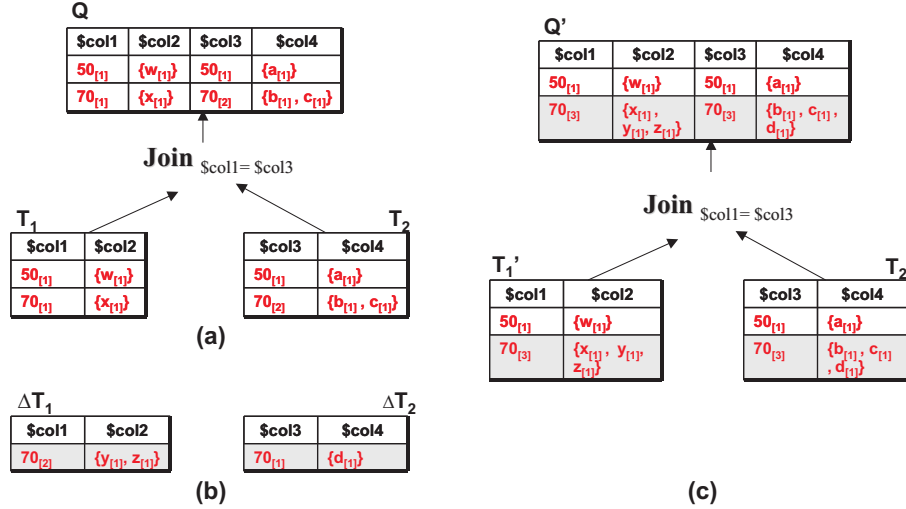 Q
$col1 $col2 $col3 $col4
50[1] {w[1]} 50[1] {a[1]}
70[1] {x[1]} 70[2] {b[1] , c[1]}
Join $col1= $col3
T1 T2
$col1 $col2
50[1] {w[1]}
70[1] {x[1]}
$col3 $col4
50[1] {a[1]}
70[2] {b[1] , c[1]}
(a)
ΔT1 ΔT2
$col1 $col2
70[2] {y[1], z[1]}
$col3 $col4
70[1] {d[1]}
(b)
Q’
$col1 $col2 $col3 $col4
50[1] {w[1]} 50[1] {a[1]}
70[3] {x[1] , 70[3] {b[1] , c[1] ,
y[1], z[1]} d[1]}
Join $col1= $col3
T1’ T2
$col1 $col2
50[1] {w[1]}
70[3] {x[1] , y[1],
z[1]}
$col3 $col4
50[1] {a[1]}
70[3] {b[1] , c[1]
, d[1]}
(c)